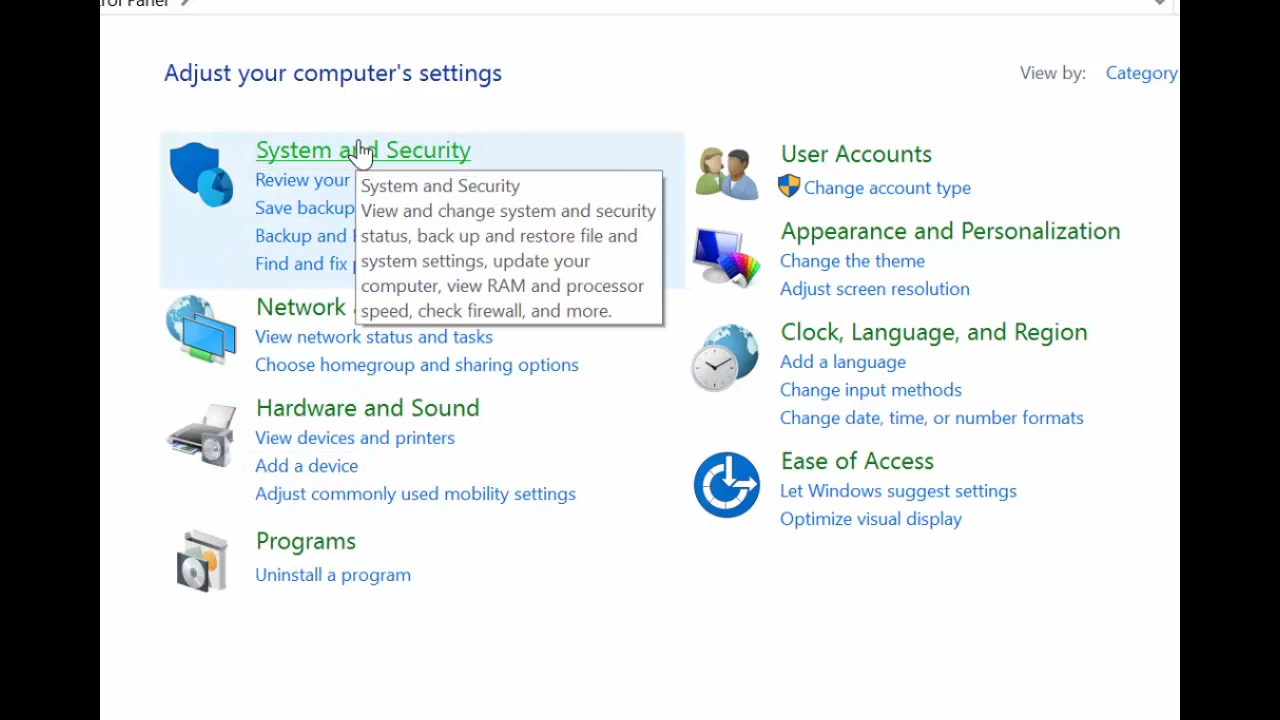 Adjust your computer's settings
View by: Category
System and Security
Review your
Save backup
Backup and
Find and fix
System and Security
View and change system and security
status, back up and restore file and
system settings, update your
computer, view RAM and processor
speed, check firewall, and more.
Network
View network status and tasks
Choose homegroup and sharing options
Hardware and Sound
View devices and printers
Add a device
Adjust commonly used mobility settings
Programs
Uninstall a program
User Accounts
Change account type
Appearance and Personalization
Change the theme
Adjust screen resolution
Clock, Language, and Region
Add a language
Change input methods
Change date, time, or number formats
Ease of Access
Let Windows suggest settings
Optimize visual display